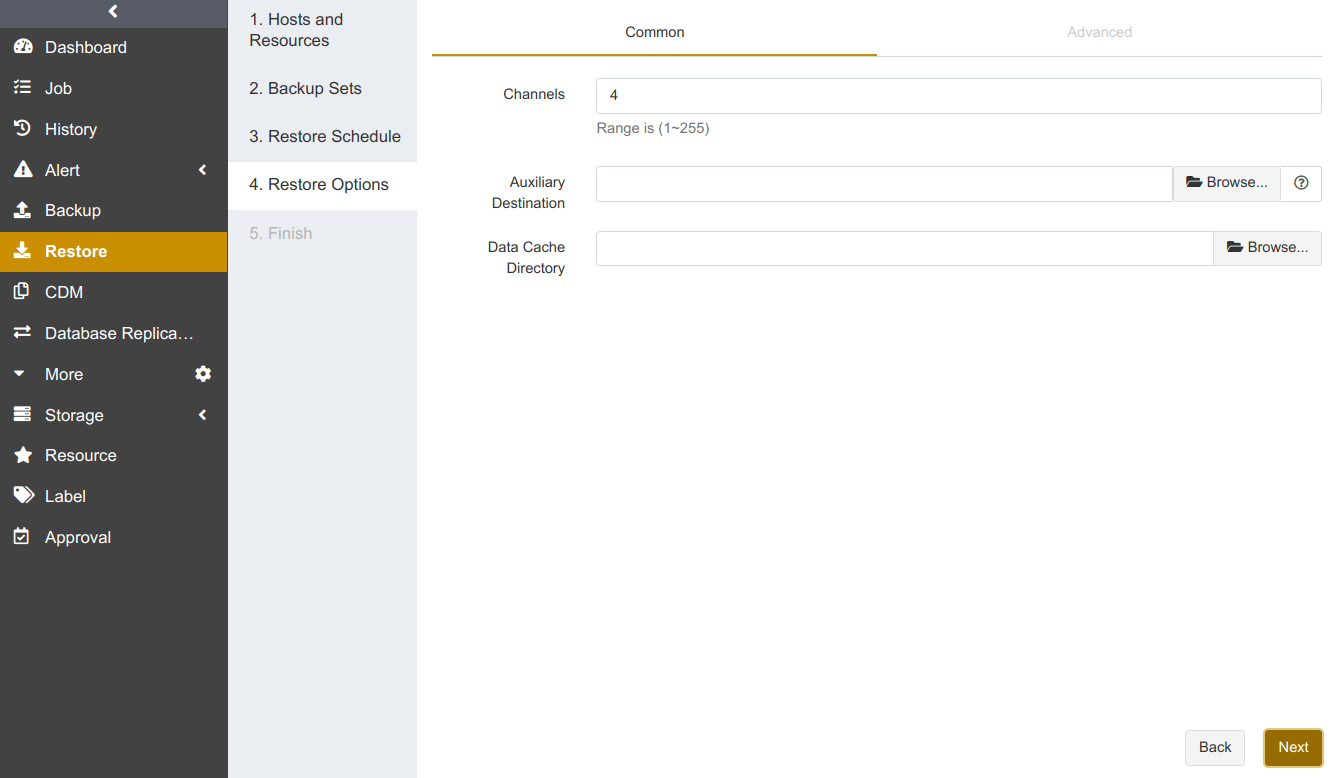 Dashboard
Job
History
Alert
Backup
Restore
CDM
Database Replica…
More
Storage
Resource
Label
Approval
1. Hosts and
Resources
2. Backup Sets
3. Restore Schedule
4. Restore Options
5. Finish
Common
Advanced
Channels
4
Range is (1~255)
Auxiliary
Destination
Browse...
Data Cache
Directory
Browse...
Back
Next